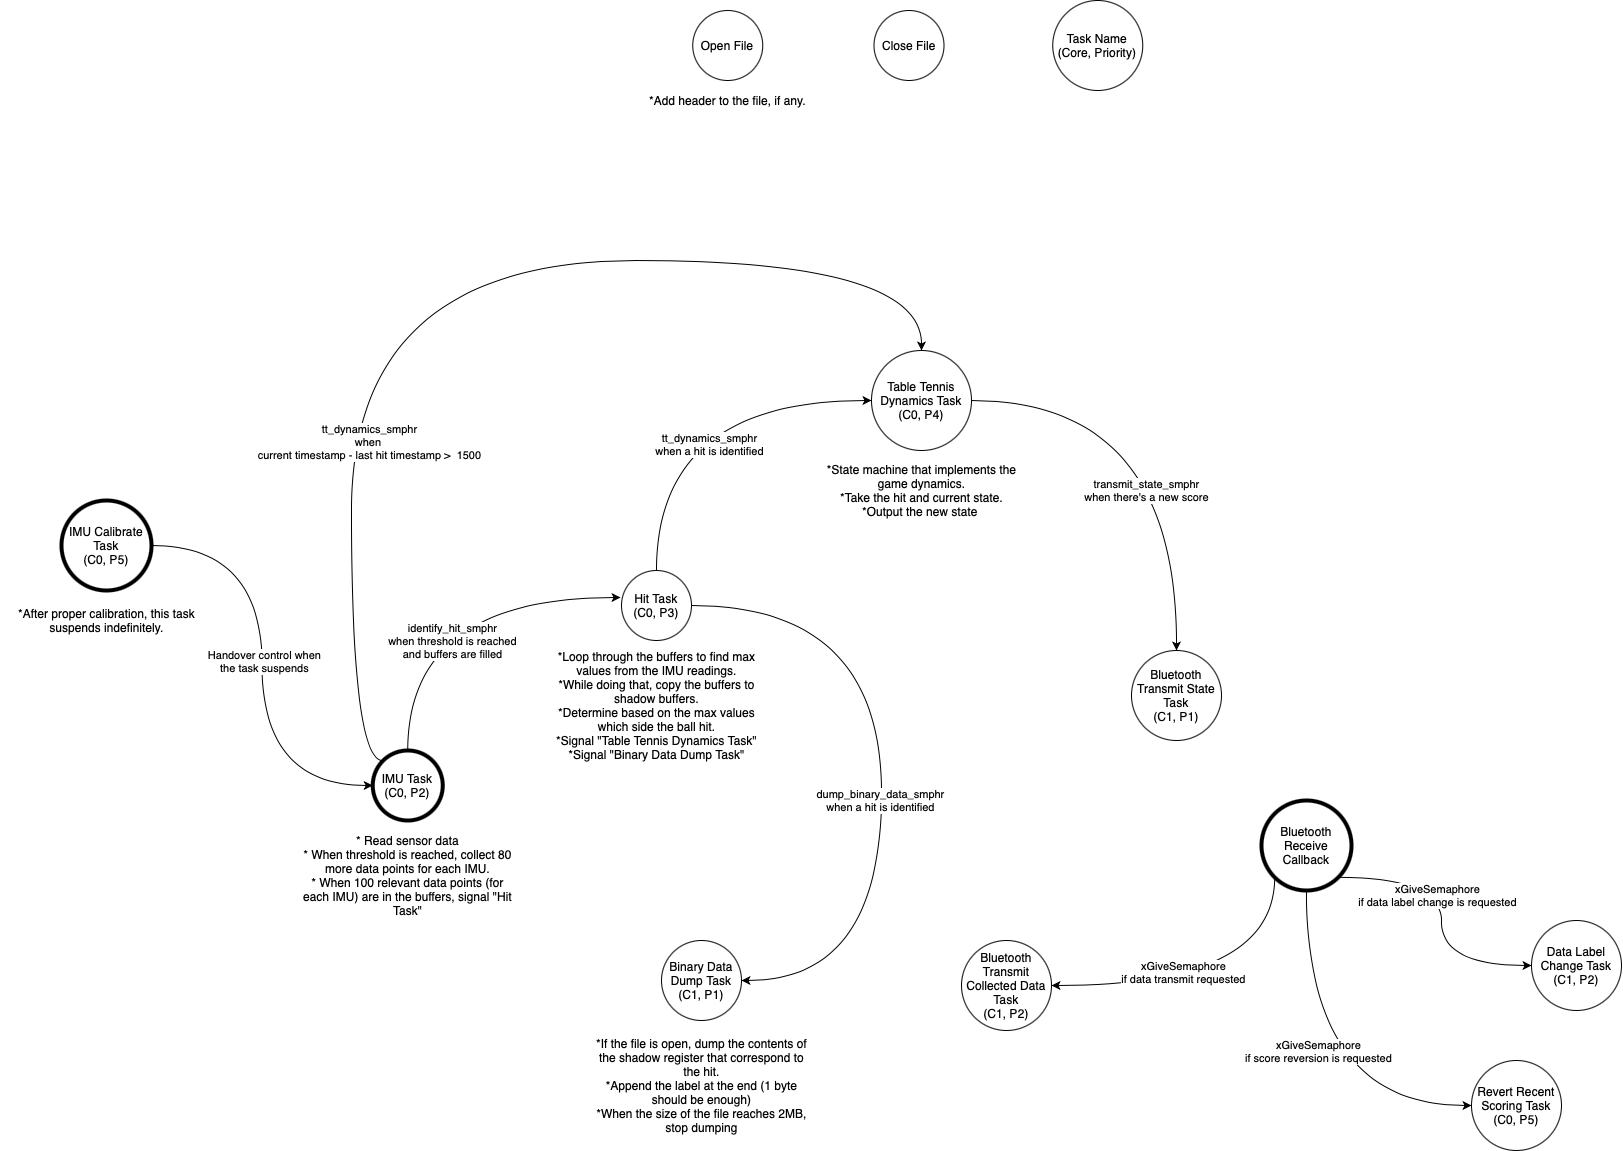 Open File
Close File
Task Name
(Core, Priority)
*Add header to the file, if any.
tt_dynamics_smphr
when
current timestamp - last hit timestamp >  1500
tt_dynamics_smphr
when a hit is identified
Table Tennis
Dynamics Task
(C0, P4)
*State machine that implements the
game dynamics.
*Take the hit and current state.
*Output the new state
transmit_state_smphr
when there's a new score
IMU Calibrate
Task
(C0, P5)
*After proper calibration, this task
suspends indefinitely.
Handover control when
the task suspends
identify_hit_smphr
when threshold is reached
and buffers are filled
Hit Task
(C0, P3)
*Loop through the buffers to find max
values from the IMU readings.
*While doing that, copy the buffers to
shadow buffers.
*Determine based on the max values
which side the ball hit.
*Signal "Table Tennis Dynamics Task"
*Signal "Binary Data Dump Task"
Bluetooth
Transmit State
Task
(C1, P1)
IMU Task
(C0, P2)
* Read sensor data
* When threshold is reached, collect 80
more data points for each IMU.
* When 100 relevant data points (for
each IMU) are in the buffers, signal "Hit
Task"
dump_binary_data_smphr
when a hit is identified
Bluetooth
Receive
Callback
xGiveSemaphore
if data label change is requested
Binary Data
Dump Task
(C1, P1)
*If the file is open, dump the contents of
the shadow register that correspond to
the hit.
*Append the label at the end (1 byte
should be enough)
*When the size of the file reaches 2MB,
stop dumping
Bluetooth
Transmit
Collected Data
Task
(C1, P2)
xGiveSemaphore
if data transmit requested
Data Label
Change Task
(C1, P2)
xGiveSemaphore
if score reversion is requested
Revert Recent
Scoring Task
(C0, P5)